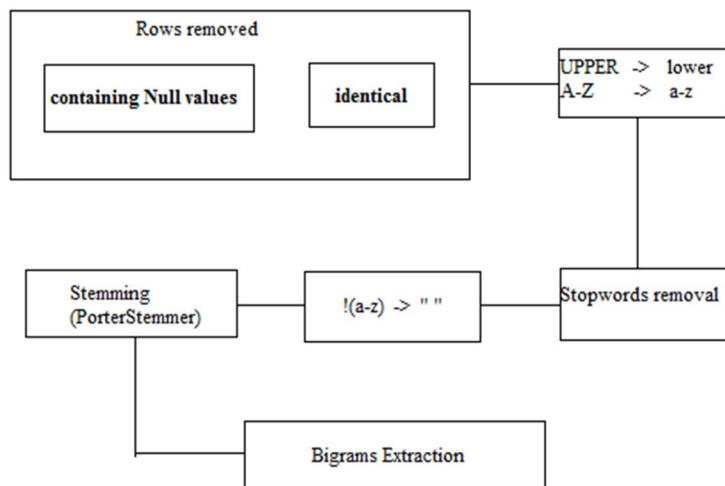 Rows removed
containing Null values
identical
UPPER -> lower
A-Z -> a-z
Stopwords removal
!(a-z) -> " "
Stemming
(PorterStemmer)
Bigrams Extraction